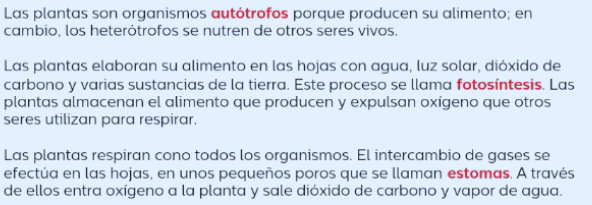 Las plantas son organismos autótrofos porque producen su alimento; en
cambio, los heterótrofos se nutren de otros seres vivos.
Las plantas elaboran su alimento en las hojas con agua, luz solar, dióxido de
carbono y varias sustancias de la tierra. Este proceso se llama fotosíntesis. Las
plantas almacenan el alimento que producen y expulsan oxígeno que otros
seres utilizan para respirar.
Las plantas respiran cono todos los organismos. El intercambio de gases se
efectúa en las hojas, en unos pequeños poros que se llaman estomas. A través
de ellos entra oxígeno a la planta y sale dióxido de carbono y vapor de agua.